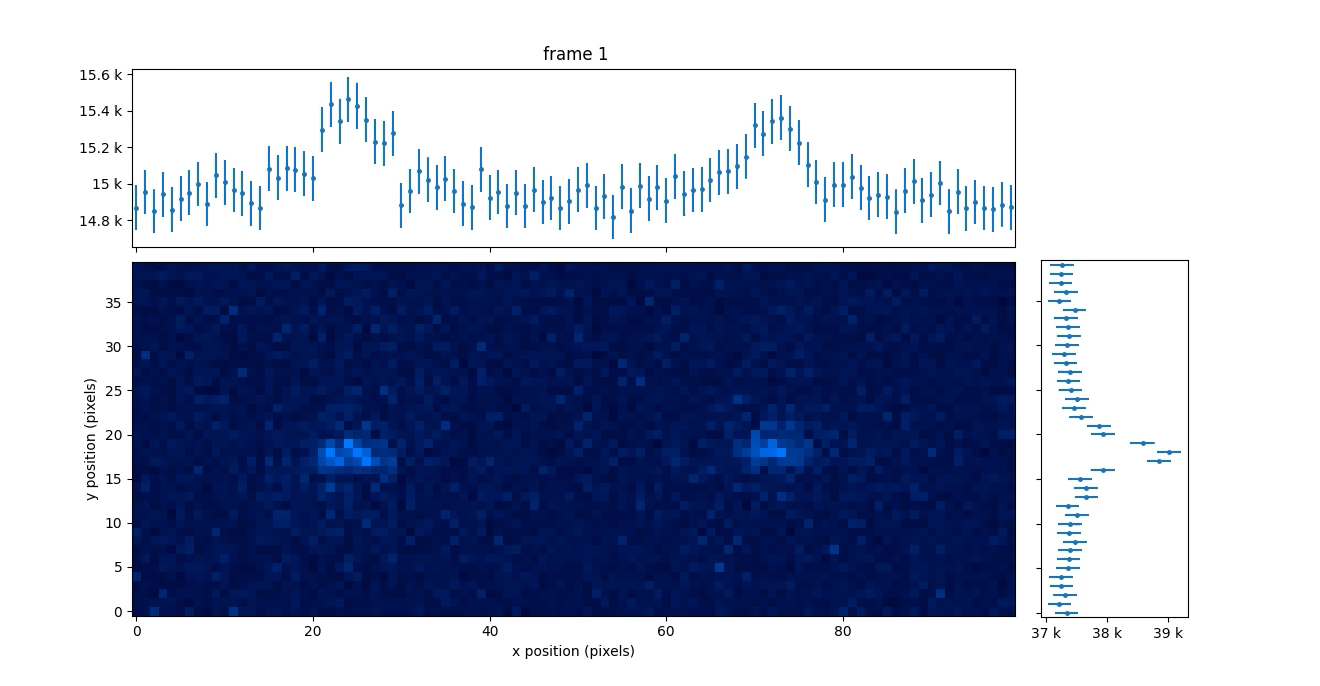 frame 1
15.6 k
15.4 k
15.2 k
15 k
14.8 k
35
30
25
20
15
10
5
0
y position (pixels)
0 20 40 60 80
x position (pixels)
37 k 38 k 39 k